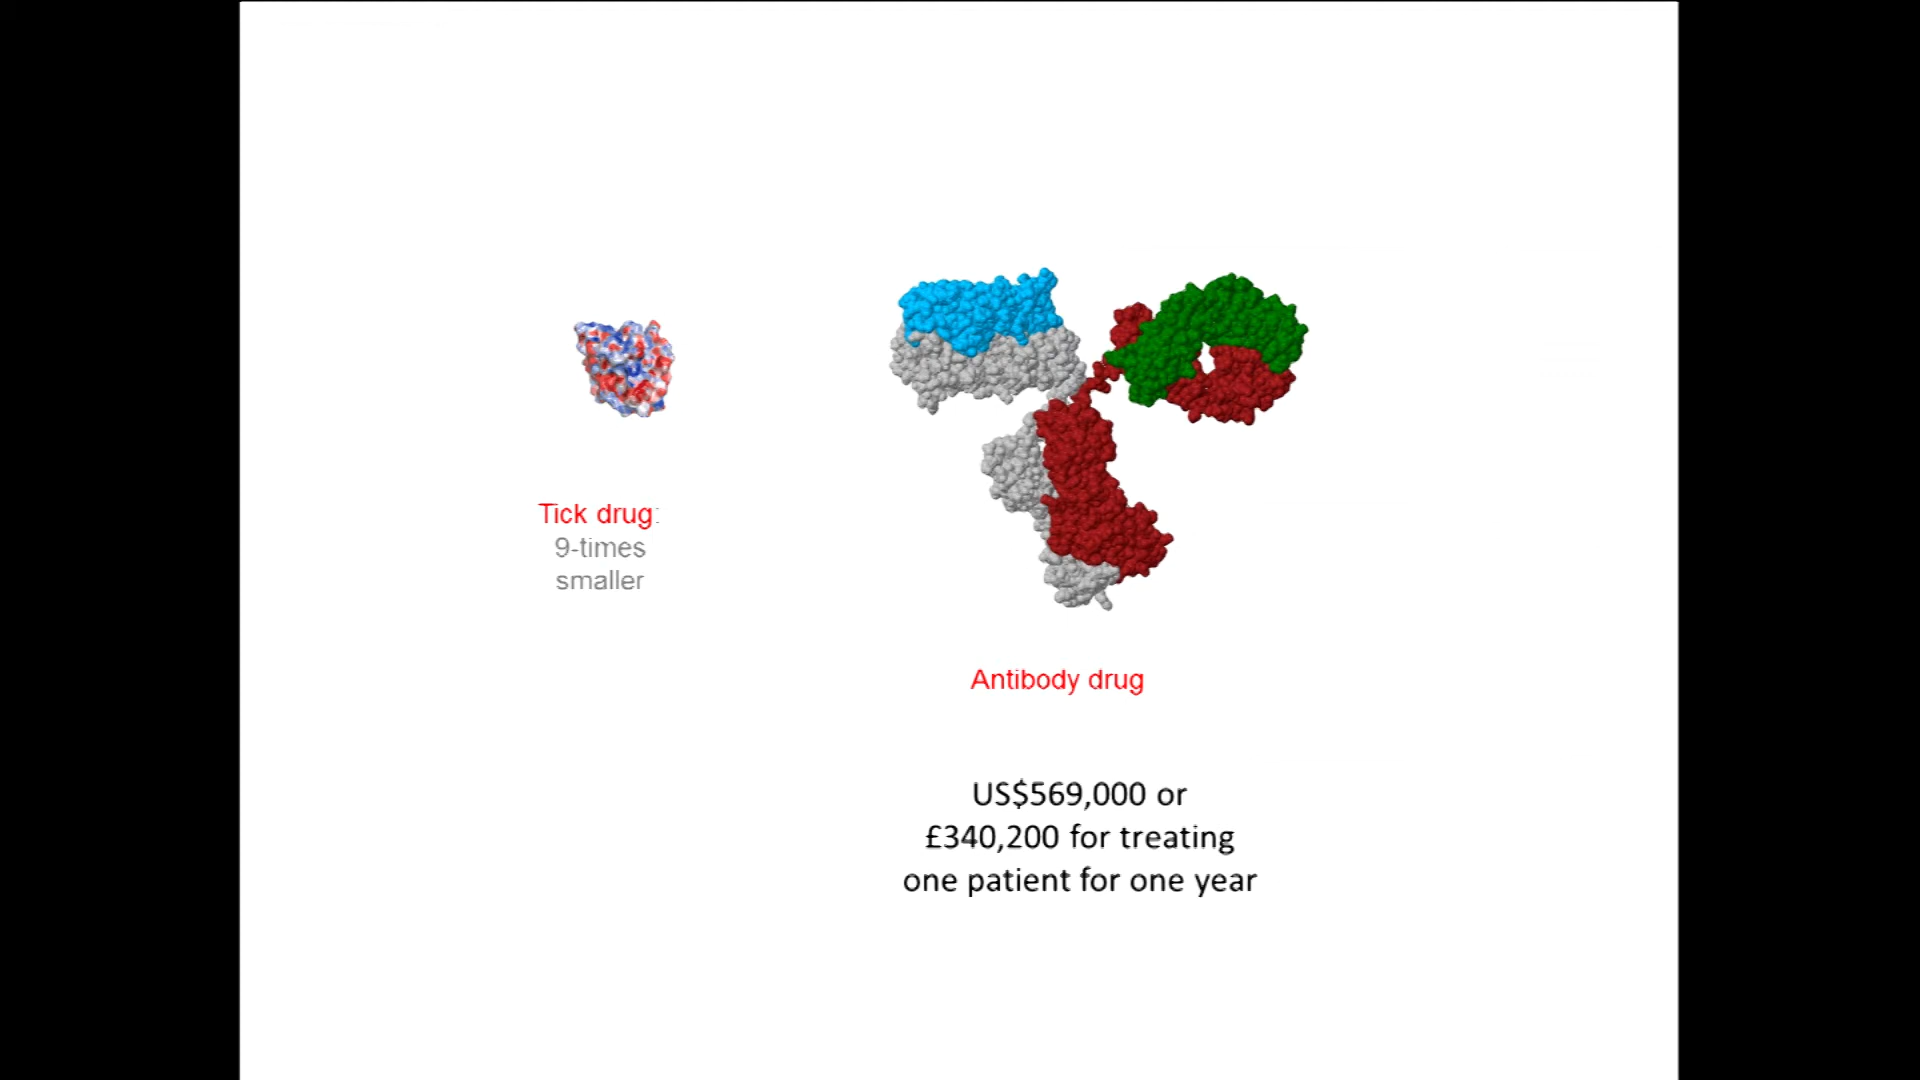 Tick drug:
9-times
smaller
Antibody drug
US$569,000 or
£340,200 for treating
one patient for one year